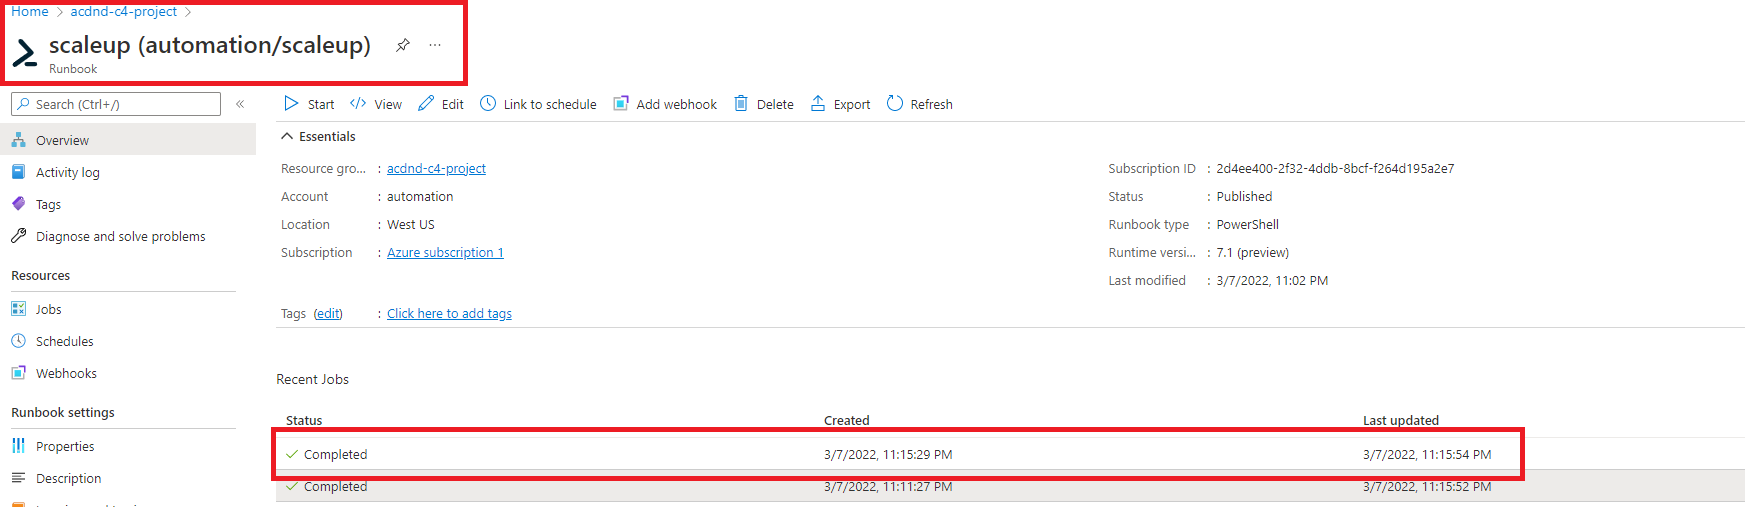 Home > acdnd-c4-project >
scaleup (automation/scaleup)
Runbook
Search (Ctrl+/)
Start View Edit Link to schedule Add webhook Delete Export Refresh
Overview
Activity log
Tags
Diagnose and solve problems
Resources
Jobs
Schedules
Webhooks
Runbook settings
Properties
Description
Essentials
Resource gro... : acdnd-c4-project
Account : automation
Location : West US
Subscription : Azure subscription 1
Subscription ID : 2d4ee400-2f32-4ddb-8bcf-f264d195a2e7
Status : Published
Runbook type : PowerShell
Runtime versi... : 7.1 (preview)
Last modified : 3/7/2022, 11:02 PM
Tags (edit) : Click here to add tags
Recent Jobs
Status Created Last updated
Completed 3/7/2022, 11:15:29 PM 3/7/2022, 11:15:54 PM
Completed 3/7/2022, 11:11:27 PM 3/7/2022, 11:15:52 PM